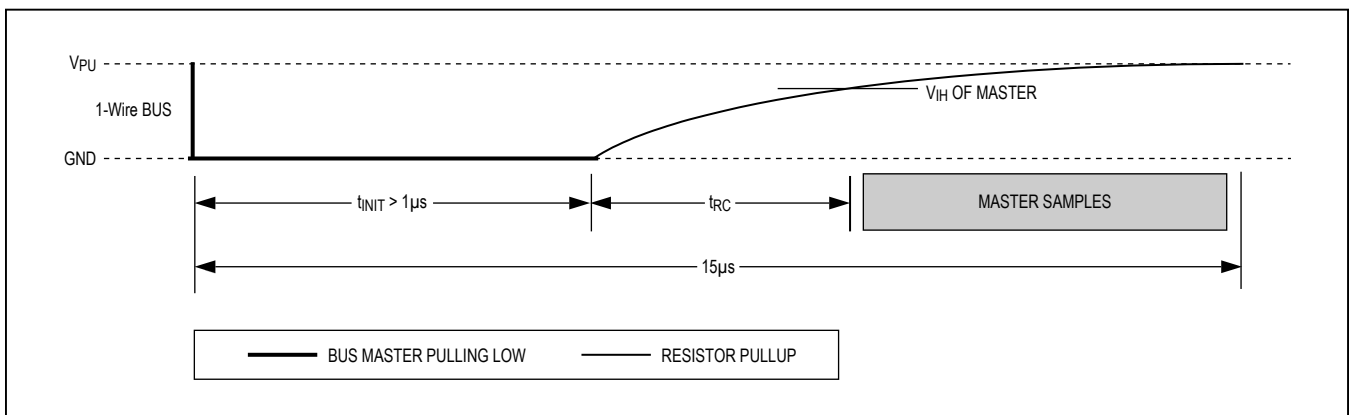 VPU
1-Wire BUS
VIH OF MASTER
GND
tINIT > 1µs
tRC
MASTER SAMPLES
15µs
BUS MASTER PULLING LOW
RESISTOR PULLUP